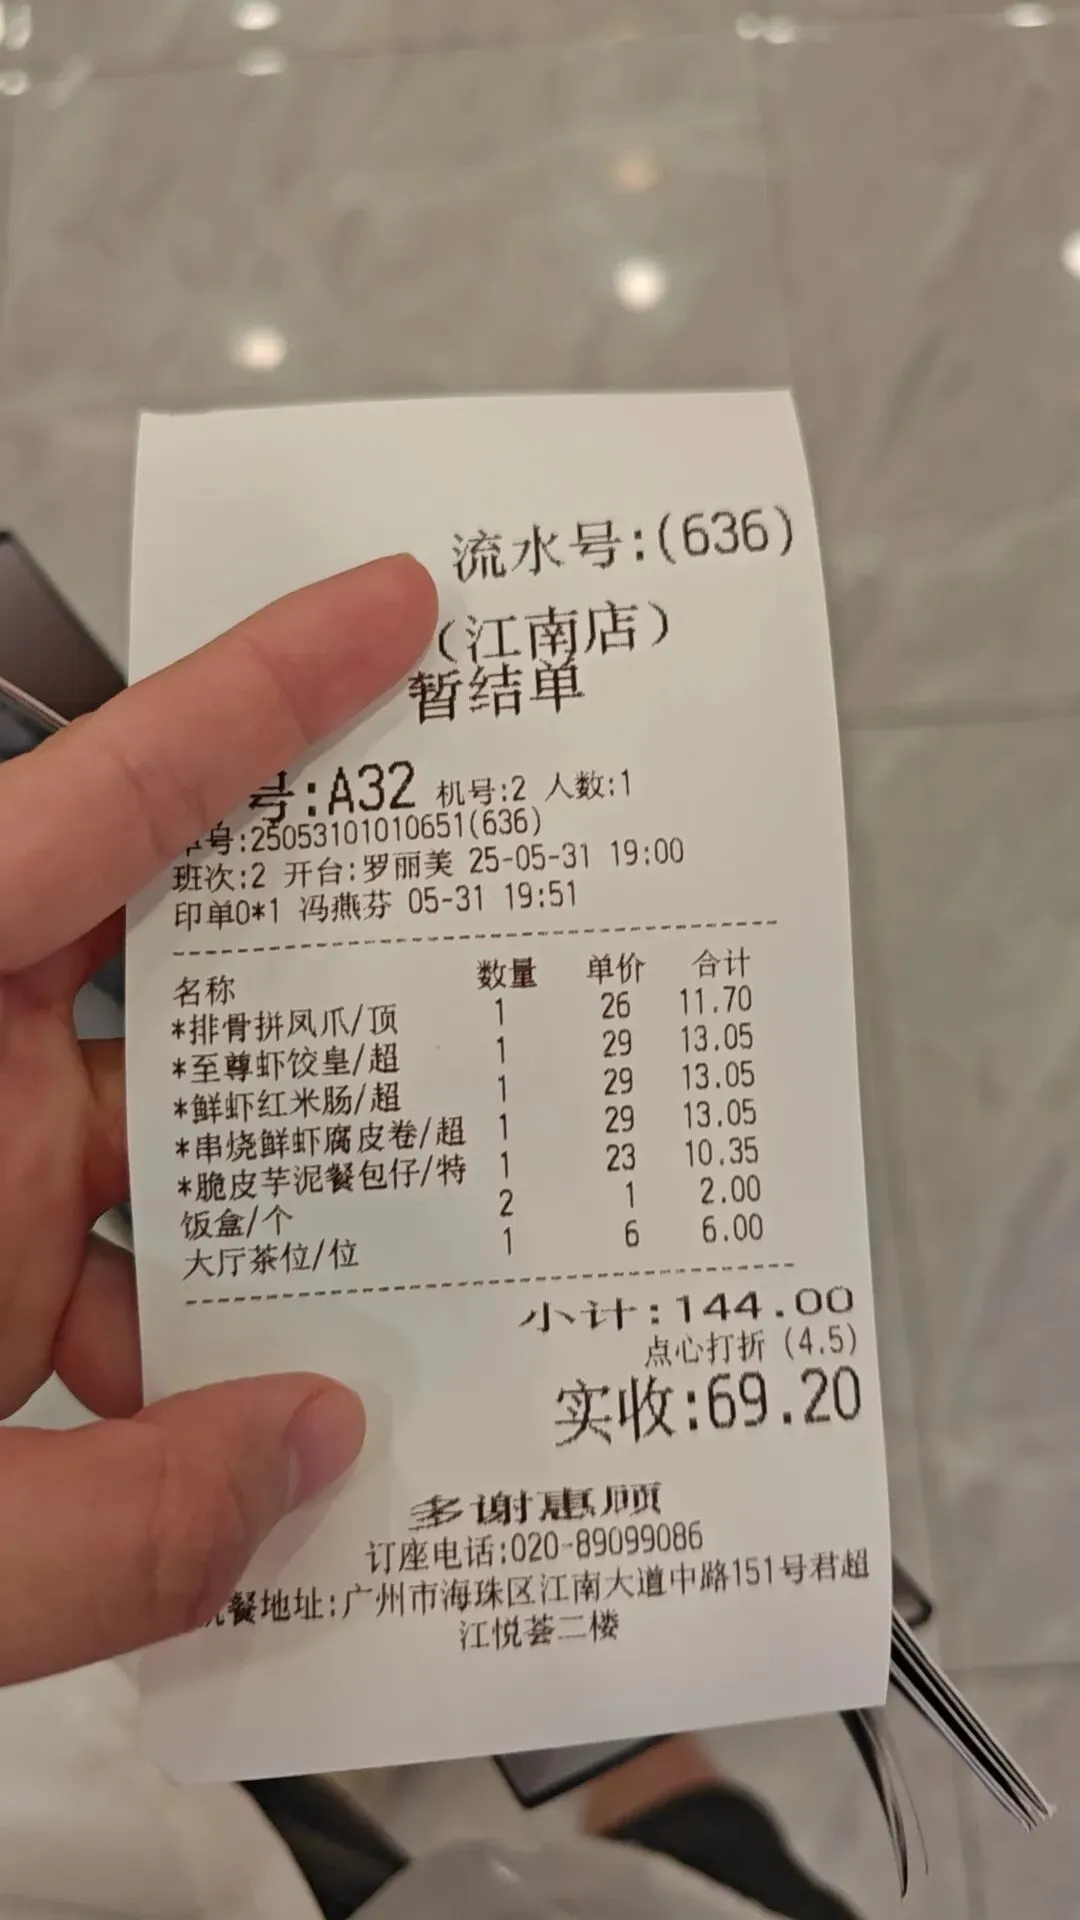 流水号:(636)
（江南店）
暂结单
号:A32 机号:2 人数:1
单号:25053101010651(636)
班次:2 开台:罗丽美 25-05-31 19:00
印单0*1 冯燕芬 05-31 19:51
名称 数量 单价 合计
*排骨拼凤爪/顶 1 26 11.70
*至尊虾饺皇/超 1 29 13.05
*鲜虾红米肠/超 1 29 13.05
*串烧鲜虾腐皮卷/超 1 29 13.05
*脆皮芋泥餐包仔/特 1 23 10.35
饭盒/个 2 1 2.00
大厅茶位/位 1 6 6.00
小计:144.00
点心打折 (4.5)
实收:69.20
多谢惠顾
订座电话:020-89099086
餐地址:广州市海珠区江南大道中路151号君超
江悦荟二楼